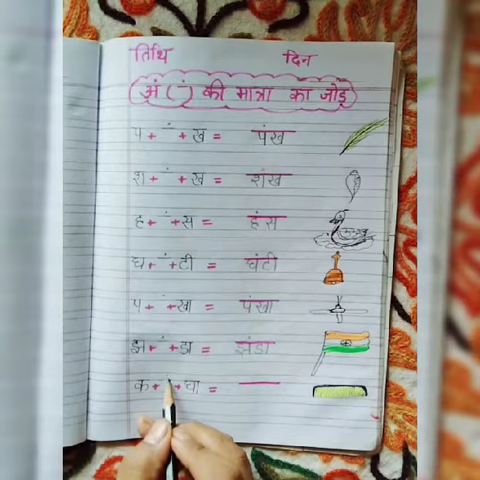 तिथि दिन
अं ( ं ) की मात्रा का जोड़
प + ं + ख = पंख
श + ं + ख = शंख
ह + ं + स = हंस
घ + ं + टी = घंटी
प + ं + खा = पंखा
झ + ं + डा = झंडा
क + ं + घा =